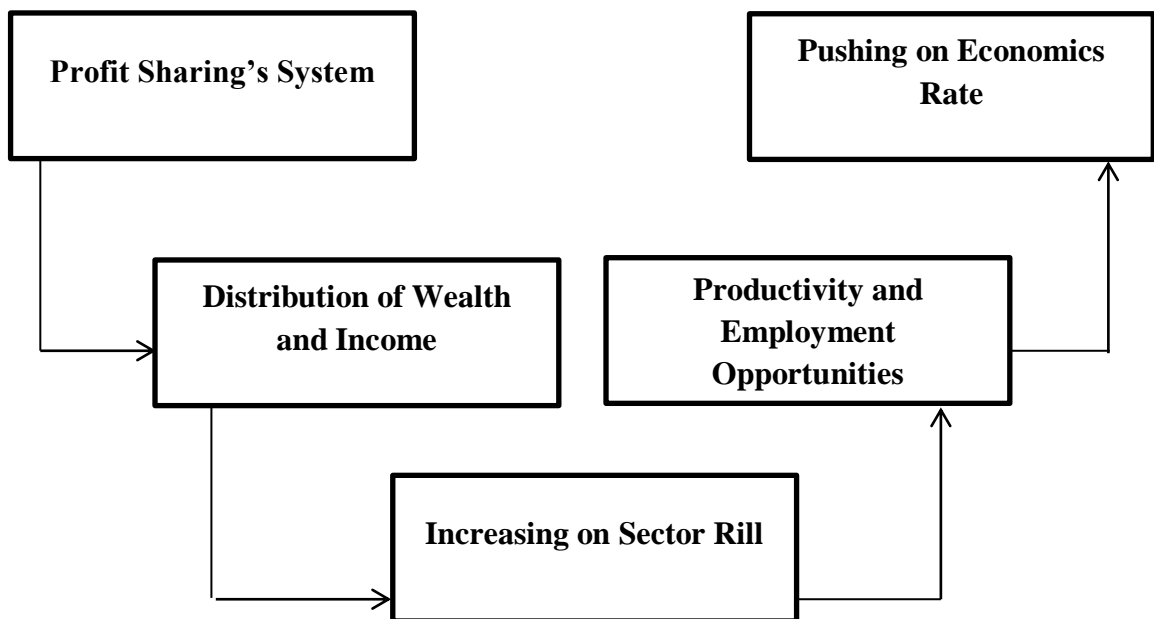 Profit Sharing’s System
Pushing on Economics
Rate
Distribution of Wealth
and Income
Productivity and
Employment
Opportunities
Increasing on Sector Rill